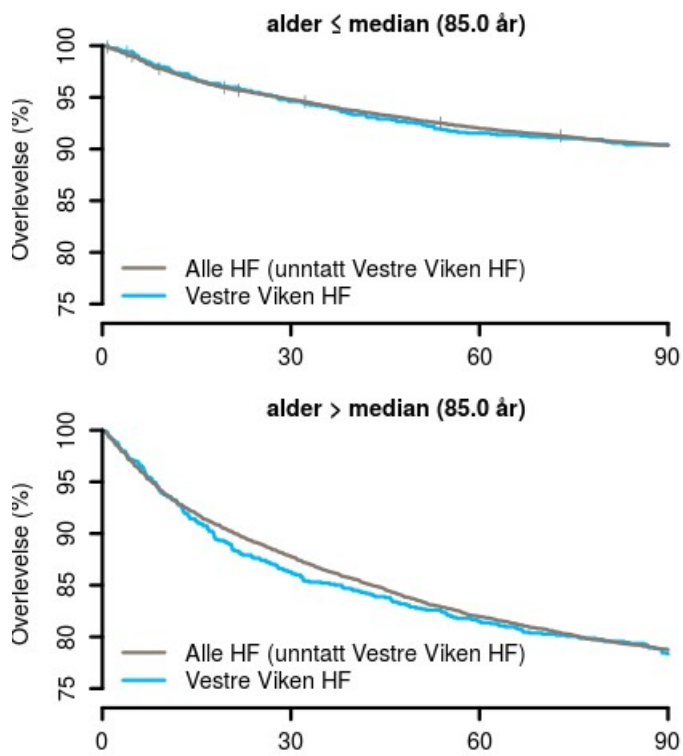 alder ≤ median (85.0 år)
Overlevelse (%)
100
95
90
85
80
75
Alle HF (unntatt Vestre Viken HF)
Vestre Viken HF
0 30 60 90
alder > median (85.0 år)
Overlevelse (%)
100
95
90
85
80
75
Alle HF (unntatt Vestre Viken HF)
Vestre Viken HF
0 30 60 90